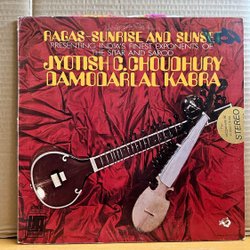 RAGAS-SUNRISE AND SUNSET
PRESENTING INDIA'S FINEST EXPONENTS OF
THE SITAR AND SAROD
JYOTISH C. CHOUDHURY
DAMODARLAL KABRA
STEREO